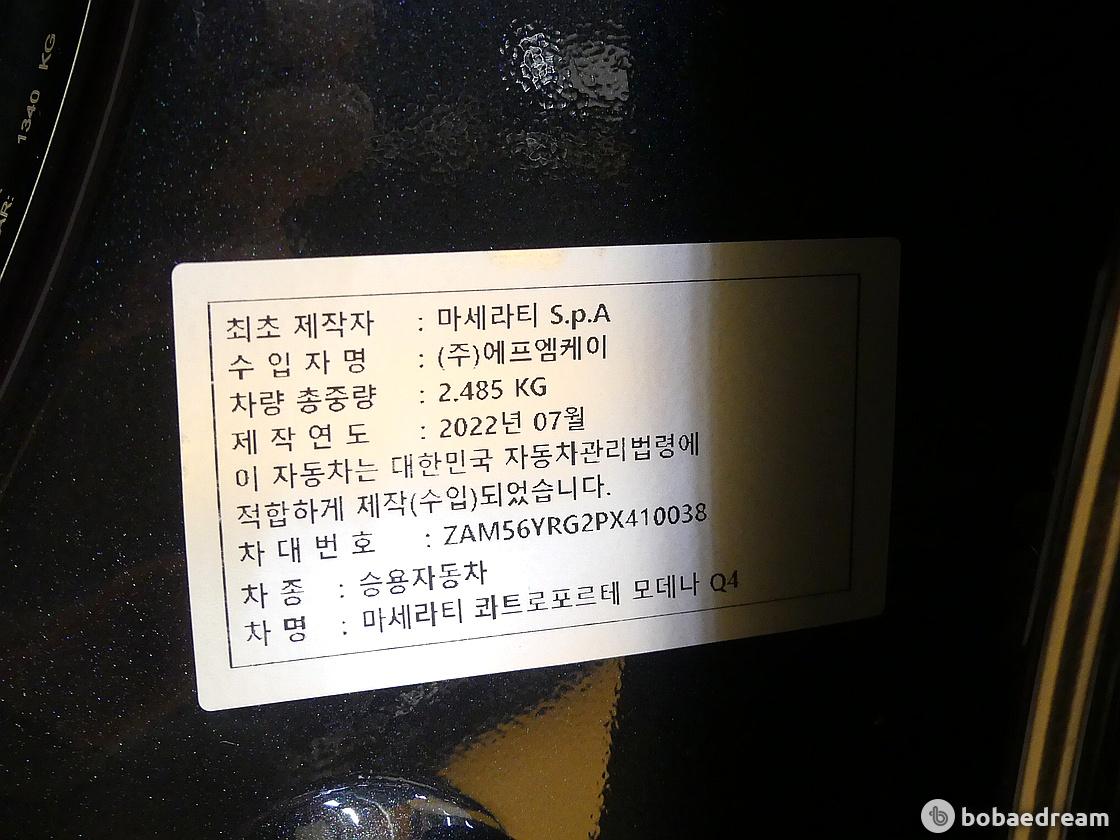 1340 KG
AR:
최초 제작자 : 마세라티 S.p.A
수 입 자 명 : (주)에프엠케이
차량 총중량 : 2.485 KG
제 작 연 도 : 2022년 07월
이 자동차는 대한민국 자동차관리법령에
적합하게 제작(수입)되었습니다.
차 대 번 호 : ZAM56YRG2PX410038
차 종 : 승용자동차
차 명 : 마세라티 콰트로포르테 모데나 Q4
bobaedream